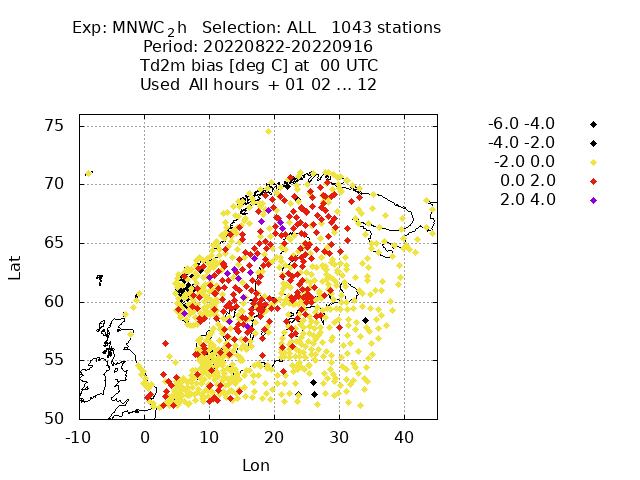 Exp: MNWC_2h Selection: ALL 1043 stations
Period: 20220822-20220916
Td2m bias [deg C] at 00 UTC
Used All hours + 01 02 ... 12
-6.0 -4.0
-4.0 -2.0
-2.0 0.0
0.0 2.0
2.0 4.0
75
70
65
60
55
50
Lat
-10 0 10 20 30 40
Lon